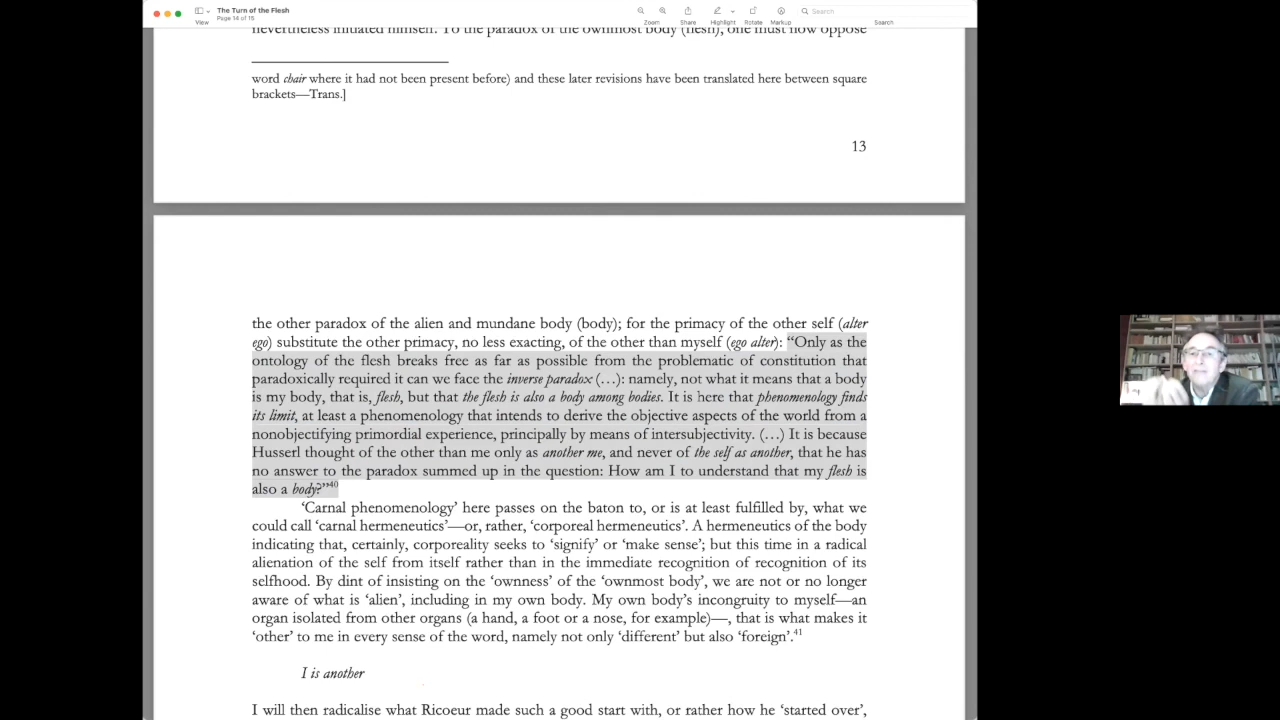 The Turn of the Flesh
Page 14 of 15
View
Zoom
Share
Highlight
Rotate
Markup
Search
Search
nevertheless initiated himself. To the paradox of the ownmost body (flesh), one must now oppose
word chair where it had not been present before) and these later revisions have been translated here between square
brackets—Trans.]
13
the other paradox of the alien and mundane body (body); for the primacy of the other self (alter
ego) substitute the other primacy, no less exacting, of the other than myself (ego alter): “Only as the
ontology of the flesh breaks free as far as possible from the problematic of constitution that
paradoxically required it can we face the inverse paradox (…): namely, not what it means that a body
is my body, that is, flesh, but that the flesh is also a body among bodies. It is here that phenomenology finds
its limit, at least a phenomenology that intends to derive the objective aspects of the world from a
nonobjectifying primordial experience, principally by means of intersubjectivity. (…) It is because
Husserl thought of the other than me only as another me, and never of the self as another, that he has
no answer to the paradox summed up in the question: How am I to understand that my flesh is
also a body?”40
‘Carnal phenomenology’ here passes on the baton to, or is at least fulfilled by, what we
could call ‘carnal hermeneutics’—or, rather, ‘corporeal hermeneutics’. A hermeneutics of the body
indicating that, certainly, corporeality seeks to ‘signify’ or ‘make sense’; but this time in a radical
alienation of the self from itself rather than in the immediate recognition of recognition of its
selfhood. By dint of insisting on the ‘ownness’ of the ‘ownmost body’, we are not or no longer
aware of what is ‘alien’, including in my own body. My own body’s incongruity to myself—an
organ isolated from other organs (a hand, a foot or a nose, for example)—, that is what makes it
‘other’ to me in every sense of the word, namely not only ‘different’ but also ‘foreign’.41
I is another
I will then radicalise what Ricoeur made such a good start with, or rather how he ‘started over’,